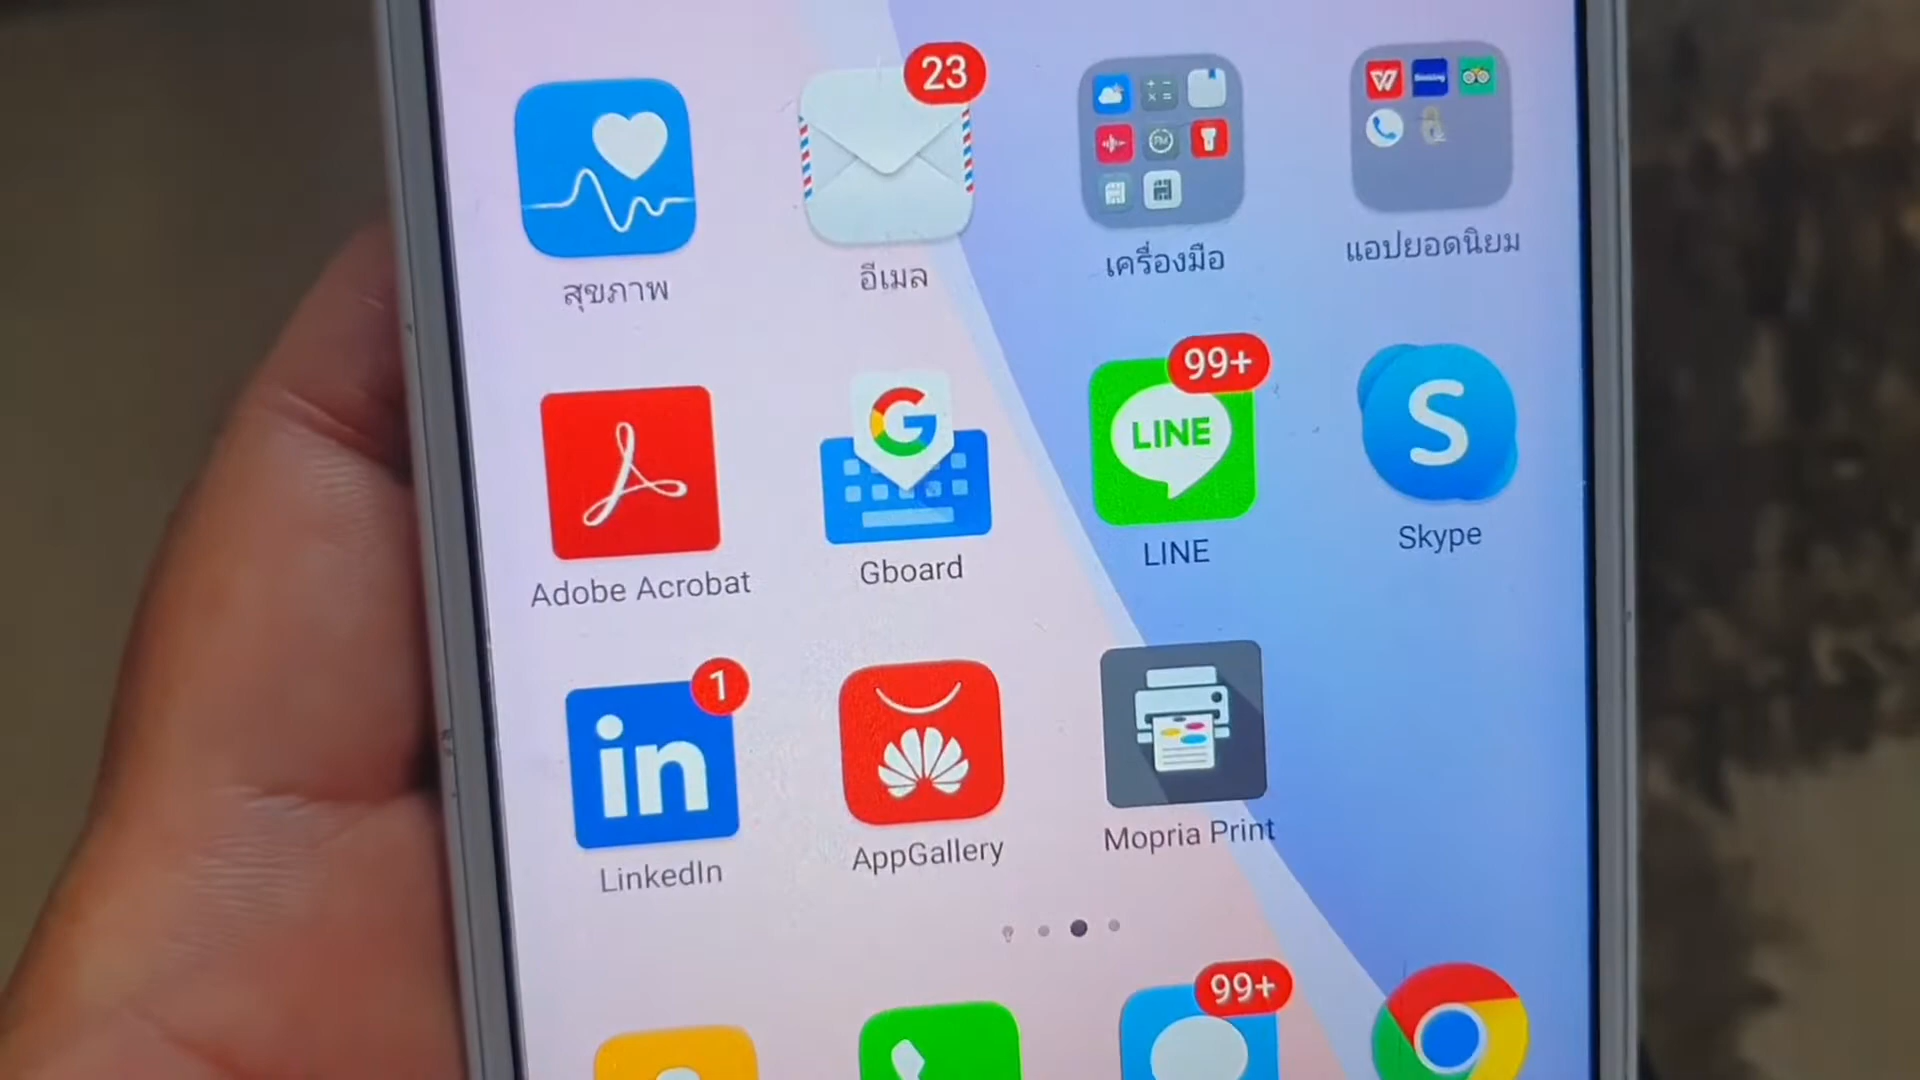 23
สุขภาพ
อีเมล
เครื่องมือ
แอปยอดนิยม
99+
LINE
S
Adobe Acrobat
Gboard
LINE
Skype
1
in
LinkedIn
AppGallery
Mopria Print
99+